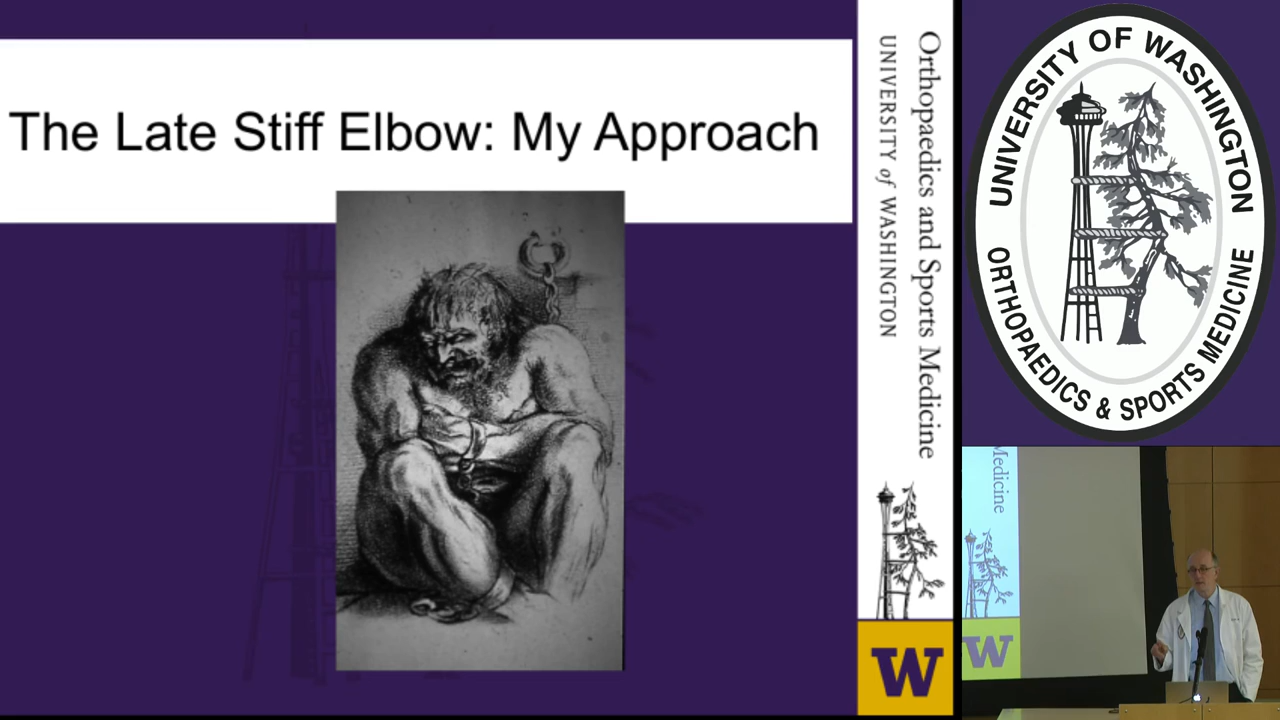 The Late Stiff Elbow: My Approach
Orthopaedics and Sports Medicine
UNIVERSITY of WASHINGTON
W
UNIVERSITY OF WASHINGTON
ORTHOPAEDICS & SPORTS MEDICINE
Medicine
W